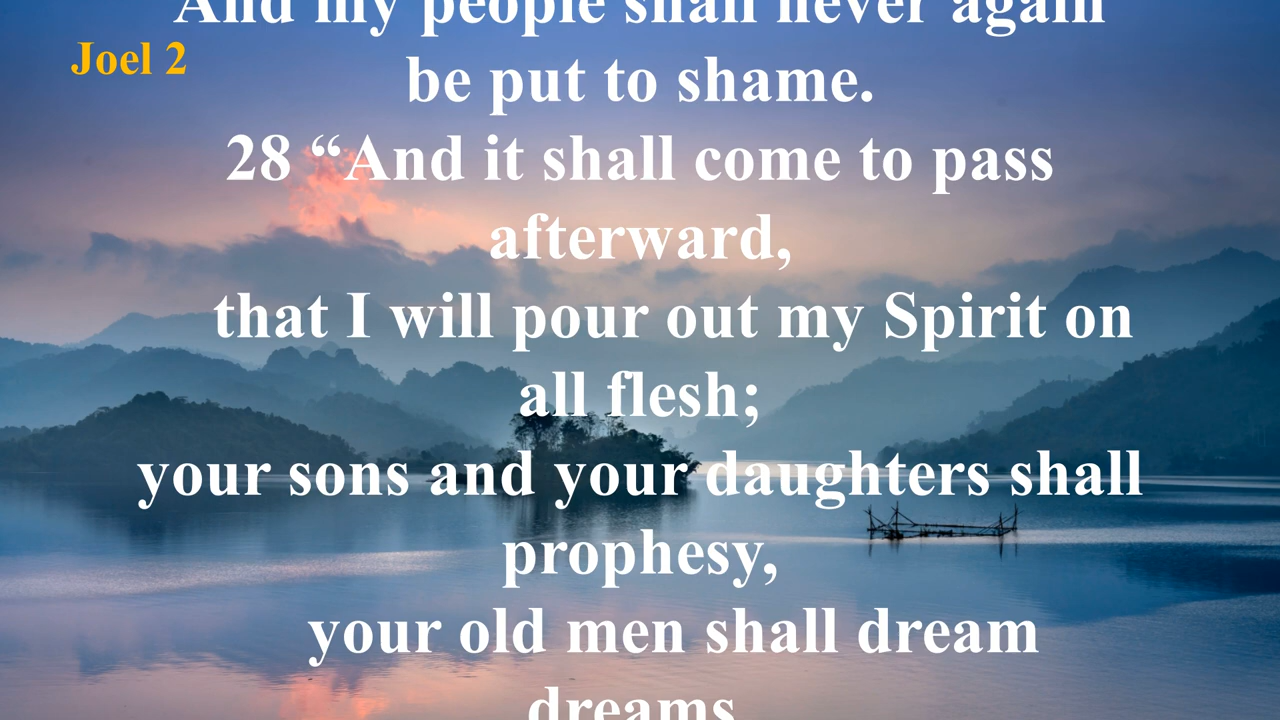 And my people shall never again
Joel 2
be put to shame.
28 “And it shall come to pass
afterward,
that I will pour out my Spirit on
all flesh;
your sons and your daughters shall
prophesy,
your old men shall dream
dreams